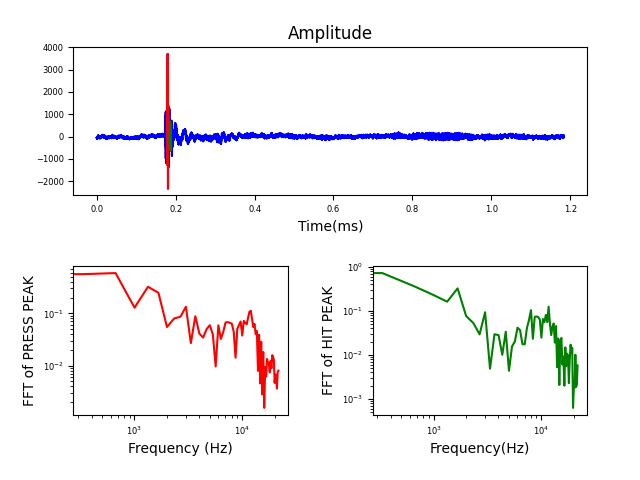 Amplitude
4000
3000
2000
1000
0
−1000
−2000
0.0 0.2 0.4 0.6 0.8 1.0 1.2
Time(ms)
FFT of PRESS PEAK
10⁻¹
10⁻²
10³ 10⁴
Frequency (Hz)
FFT of HIT PEAK
10⁰
10⁻¹
10⁻²
10⁻³
10³ 10⁴
Frequency(Hz)